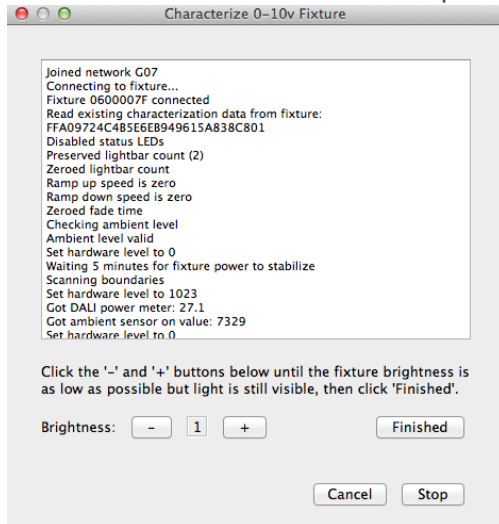 Characterize 0-10v Fixture
Joined network G07
Connecting to fixture...
Fixture 0600007F connected
Read existing characterization data from fixture:
FFA09724C4B5E6EB949615A838C801
Disabled status LEDs
Preserved lightbar count (2)
Zeroed lightbar count
Ramp up speed is zero
Ramp down speed is zero
Zeroed fade time
Checking ambient level
Ambient level valid
Set hardware level to 0
Waiting 5 minutes for fixture power to stabilize
Scanning boundaries
Set hardware level to 1023
Got DALI power meter: 27.1
Got ambient sensor on value: 7329
Set hardware level to 0
Click the '-' and '+' buttons below until the fixture brightness is
as low as possible but light is still visible, then click 'Finished'.
Brightness: - 1 + Finished
Cancel Stop